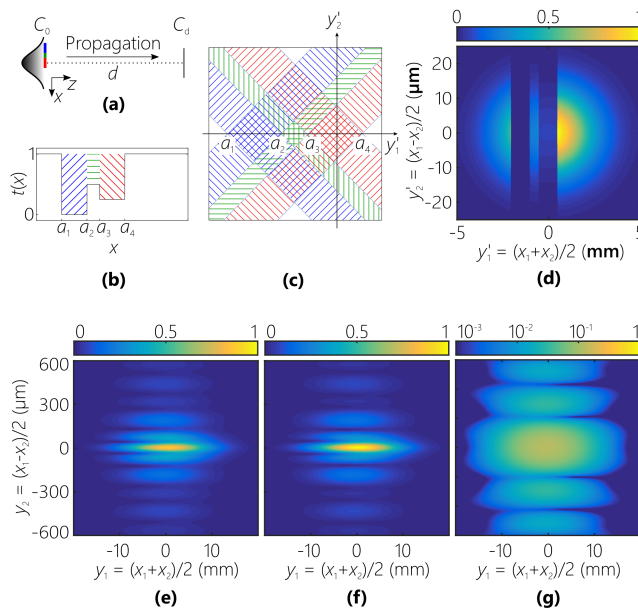 C₀ Propagation C_d
d
x z
(a)
1
t(x)
0
a₁ a₂ a₃ a₄
x
(b)
y'₂
a₁ a₂ a₃ a₄ y'₁
(c)
0 0.5 1
y'₂ = (x₁-x₂)/2 (µm)
20
10
0
-10
-20
-5 0 5
y'₁ = (x₁+x₂)/2 (mm)
(d)
0 0.5 1
0 0.5 1
10⁻³ 10⁻² 10⁻¹ 1
y₂ = (x₁-x₂)/2 (µm)
600
300
0
-300
-600
-10 0 10
-10 0 10
-10 0 10
y₁ = (x₁+x₂)/2 (mm)
y₁ = (x₁+x₂)/2 (mm)
y₁ = (x₁+x₂)/2 (mm)
(e)
(f)
(g)